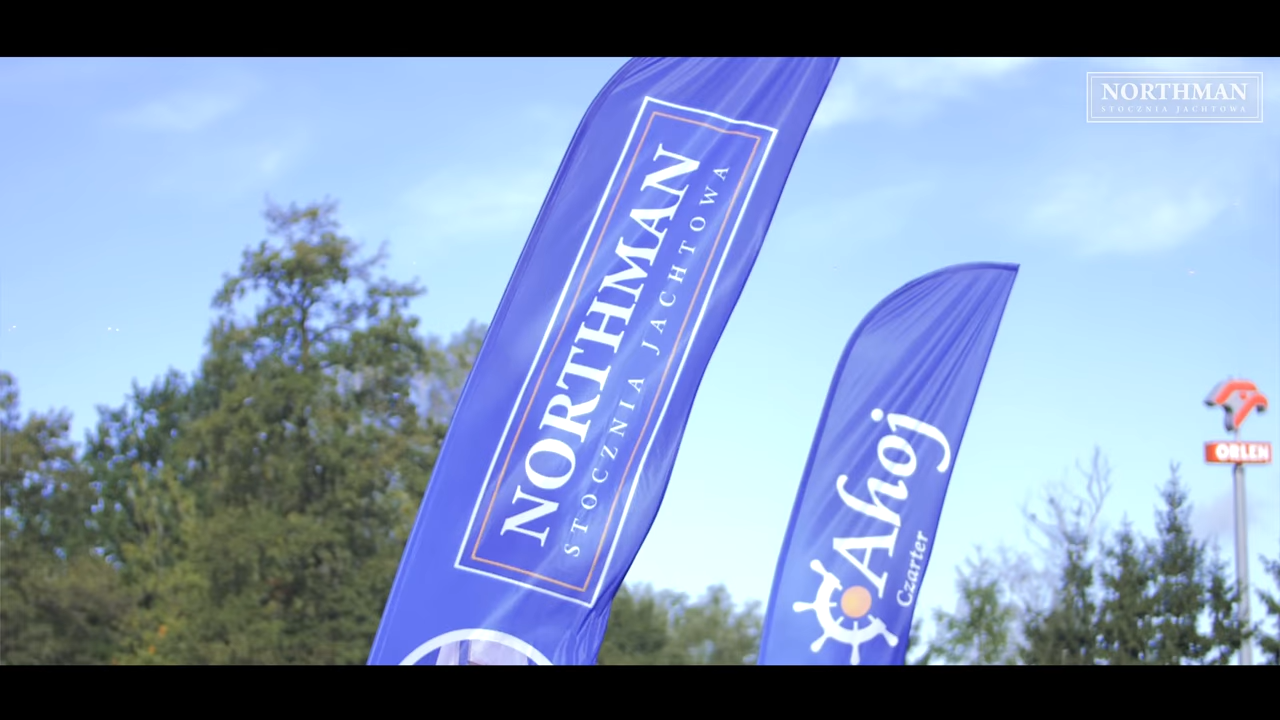 NORTHMAN
STOCZNIA JACHTOWA
NORTHMAN
STOCZNIA JACHTOWA
Ahoj
Czarter
ORLEN